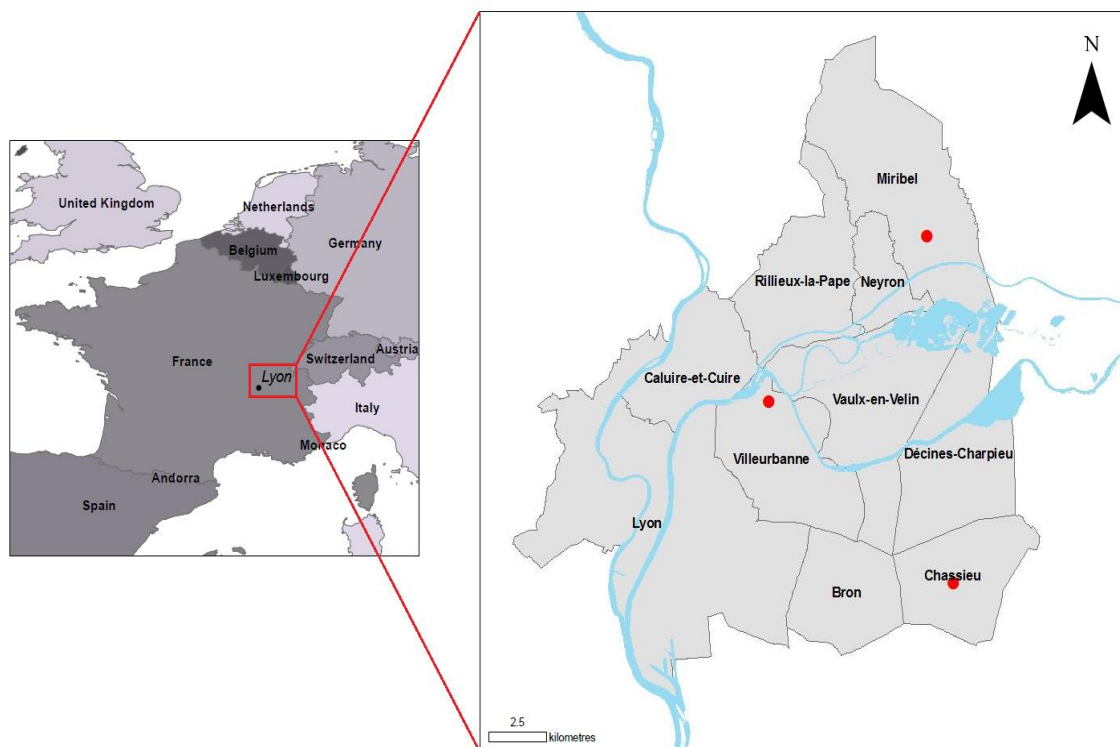 United Kingdom
Netherlands
Belgium
Germany
Luxembourg
France
Switzerland
Austria
Lyon
Italy
Monaco
Andorra
Spain
N
Miribel
Rillieux-la-Pape
Neyron
Caluire-et-Cuire
Vaulx-en-Velin
Villeurbanne
Décines-Charpieu
Lyon
Chassieu
Bron
2.5
kilometres